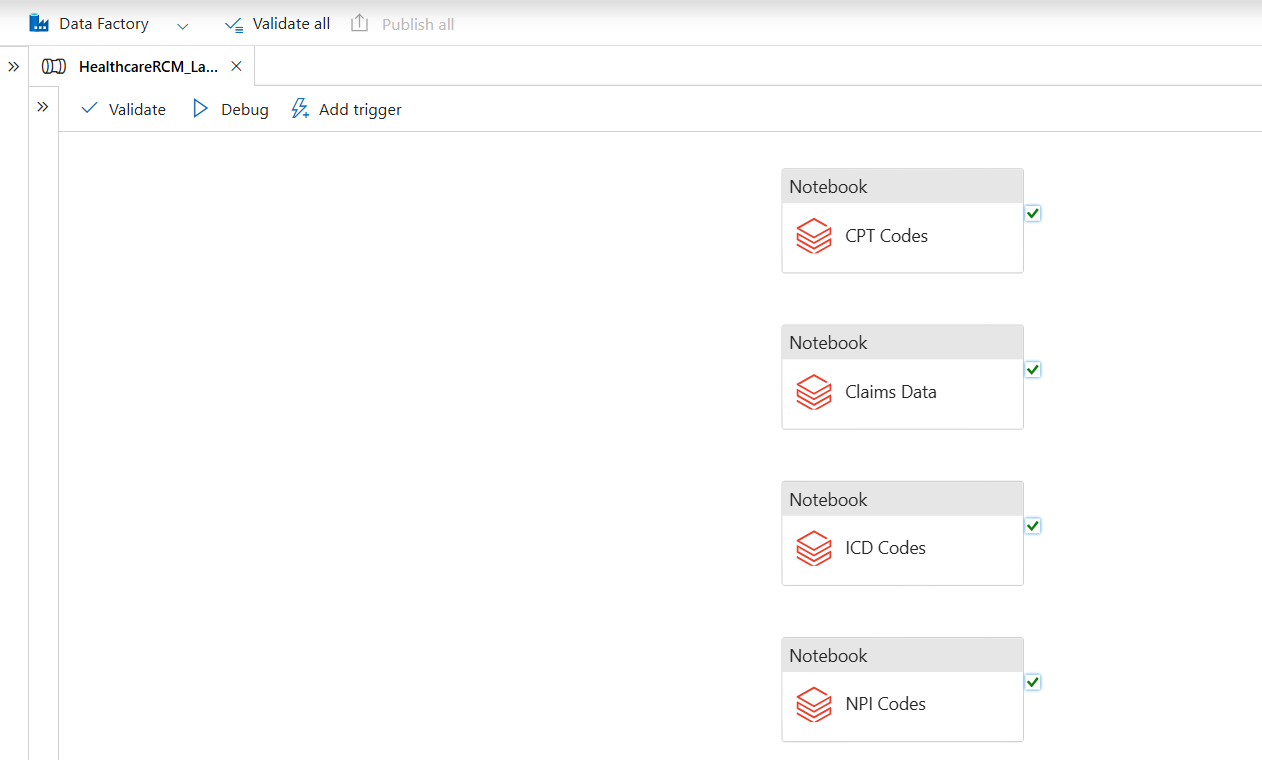 Data Factory Validate all Publish all
HealthcareRCM_La...
Validate Debug Add trigger
Notebook
CPT Codes
Notebook
Claims Data
Notebook
ICD Codes
Notebook
NPI Codes